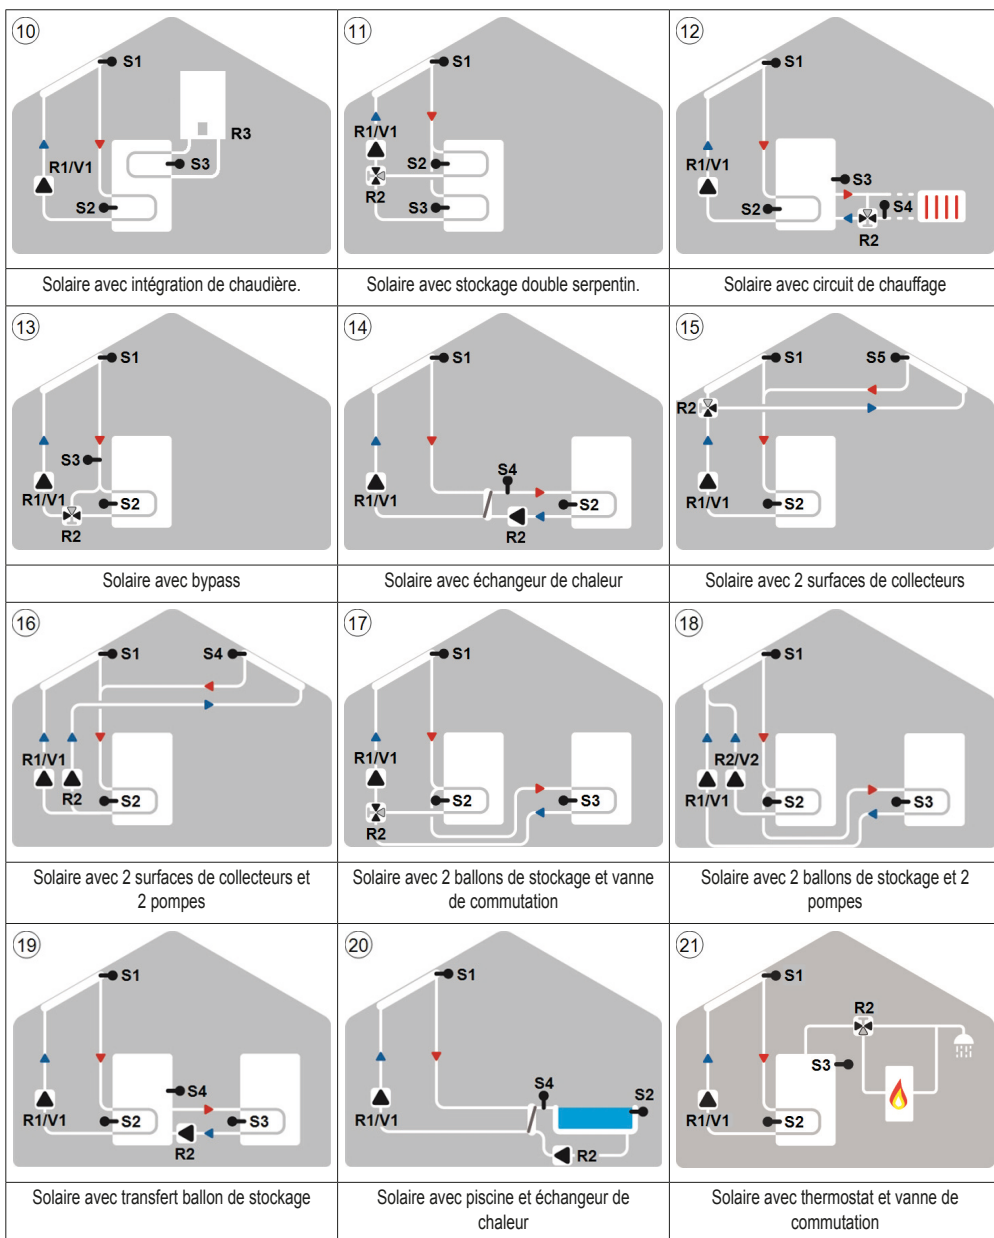 10
S1
R3
S3
R1/V1
S2
11
S1
R1/V1
S2
R2
S3
12
S1
R1/V1
S3
S2
S4
R2
Solaire avec intégration de chaudière.
Solaire avec stockage double serpentin.
Solaire avec circuit de chauffage
13
S1
S3
R1/V1
S2
R2
14
S1
S4
R1/V1
S2
R2
15
S1
S5
R2
R1/V1
S2
Solaire avec bypass
Solaire avec échangeur de chaleur
Solaire avec 2 surfaces de collecteurs
16
S1
S4
R1/V1
R2
S2
17
S1
R1/V1
S2
S3
R2
18
S1
R2/V2
R1/V1
S2
S3
Solaire avec 2 surfaces de collecteurs et
2 pompes
Solaire avec 2 ballons de stockage et vanne
de commutation
Solaire avec 2 ballons de stockage et 2
pompes
19
S1
S4
R1/V1
S2
S3
R2
20
S1
S4
S2
R1/V1
R2
21
S1
R2
S3
R1/V1
S2
Solaire avec transfert ballon de stockage
Solaire avec piscine et échangeur de
chaleur
Solaire avec thermostat et vanne de
commutation